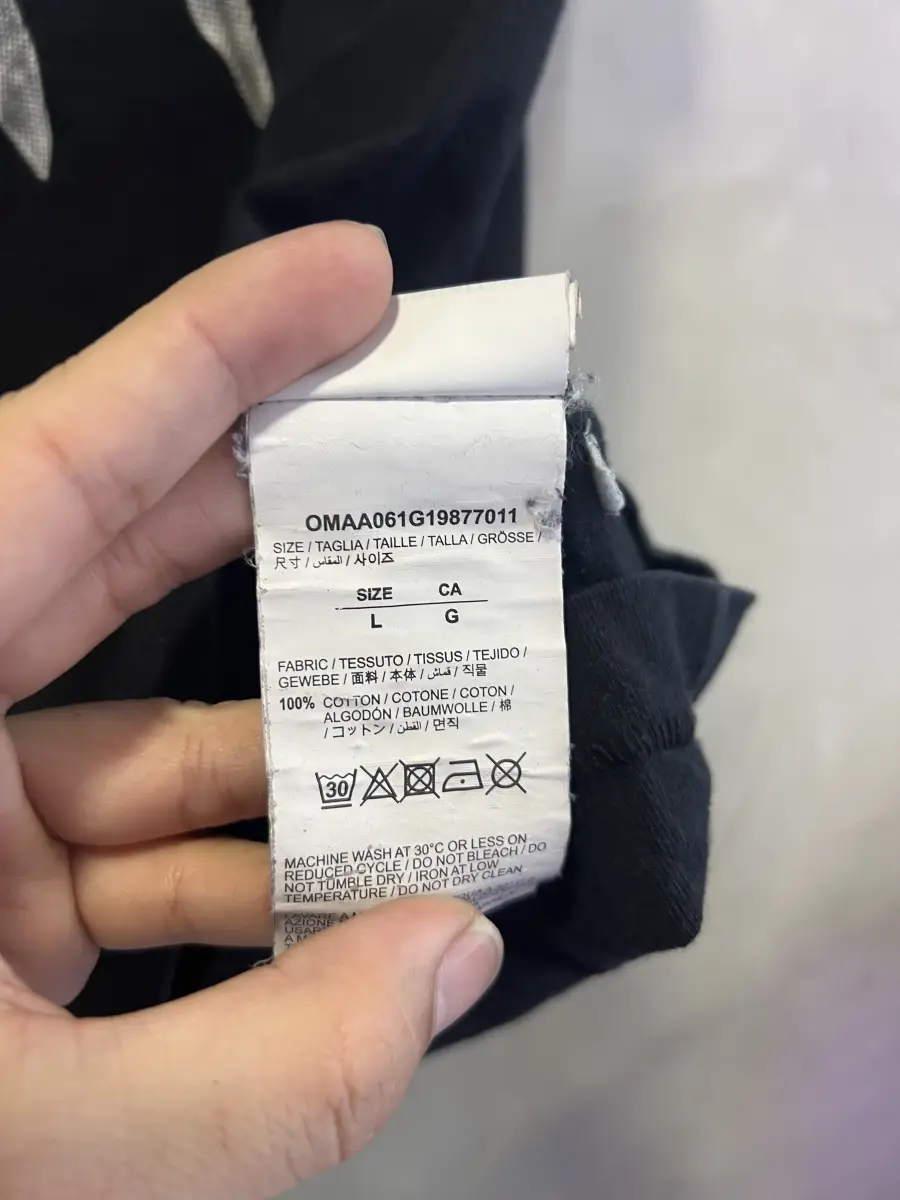 OMAA061G19877011
SIZE / TAGLIA / TAILLE / TALLA / GRÖSSE /
尺寸 / المقاس / 사이즈
SIZE CA
L G
FABRIC / TESSUTO / TISSUS / TEJIDO /
GEWEBE / 面料 / 本体 / قماش / 직물
100% COTTON / COTONE / COTON /
ALGODÓN / BAUMWOLLE / 棉
/ コットン / القطن / 면직
30
MACHINE WASH AT 30°C OR LESS ON
REDUCED CYCLE / DO NOT BLEACH / DO
NOT TUMBLE DRY / IRON AT LOW
TEMPERATURE / DO NOT DRY CLEAN
LAVARE A
AZIONE
USAR
A M